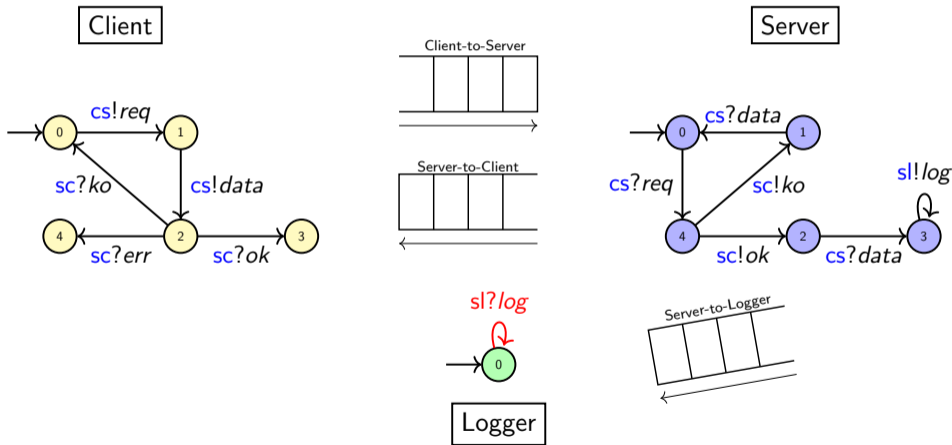 Client
Server
Client-to-Server
cs!req
cs?data
0
1
0
1
sl!log
Server-to-Client
sc?ko
cs!data
cs?req
sc!ko
4
2
3
4
2
3
sc?err
sc?ok
sc!ok
cs?data
sl?log
Server-to-Logger
0
Logger